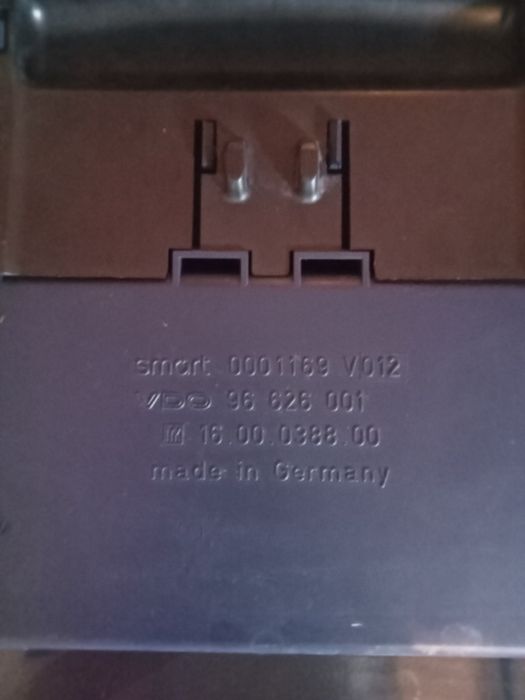 smart 0001169 V012
VDO 96 626 001
16.00.0388.00
made in Germany